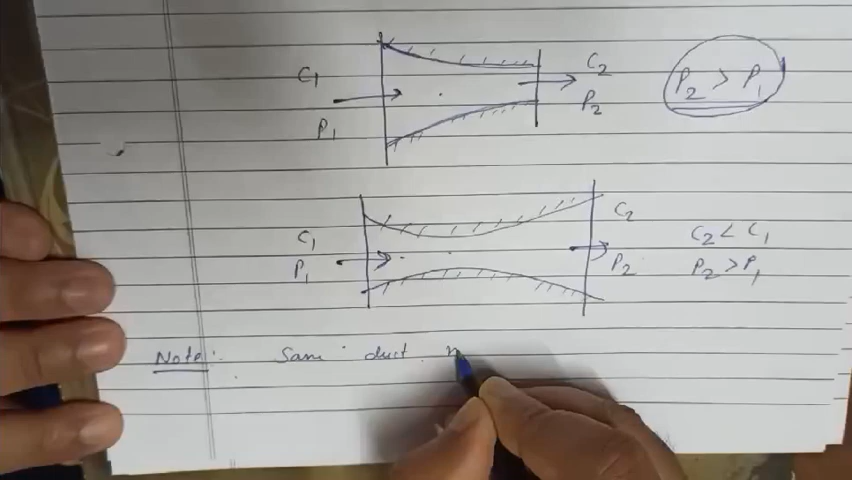 C₁ C₂
P₁ P₂
P₂ > P₁
C₁ C₂
P₁ P₂
C₂ < C₁
P₂ > P₁
Note: Same duct